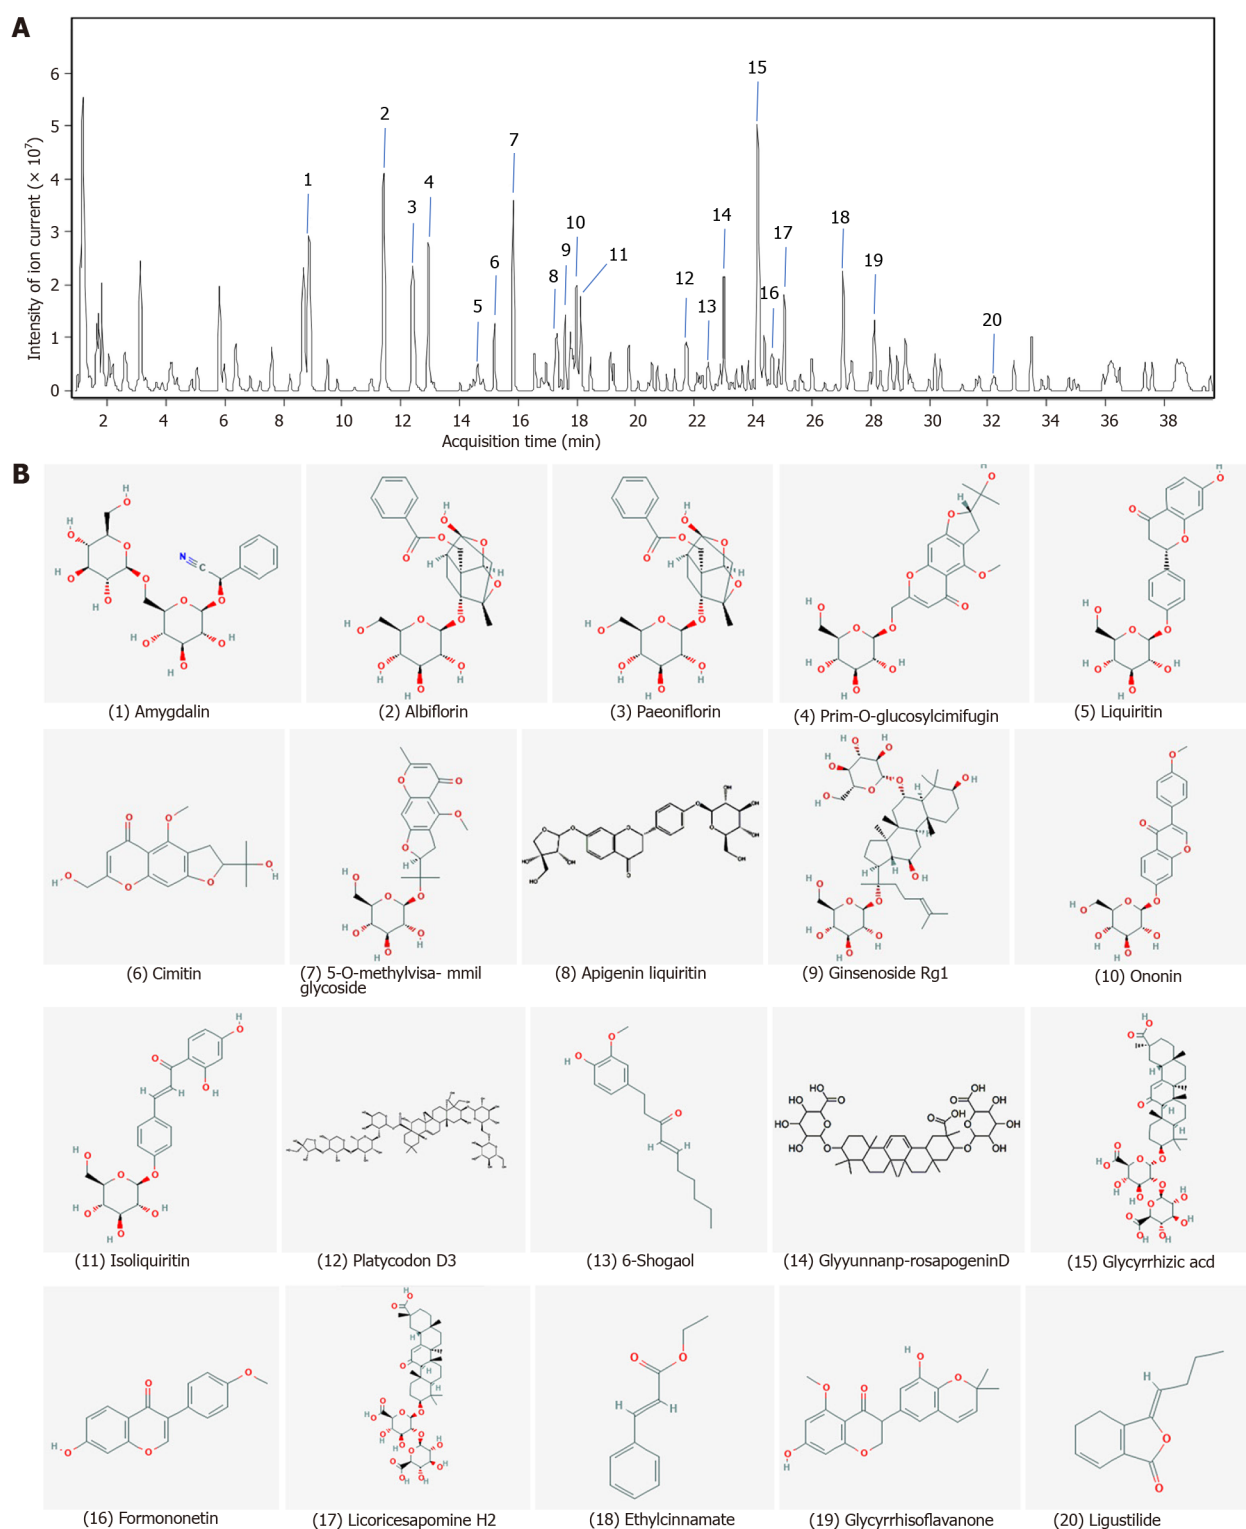 A
Intensity of ion current (× 10⁷)
6
5
4
3
2
1
0
1
2
3
4
5
6
7
8
9
10
11
12
13
14
15
16
17
18
19
20
2 4 6 8 10 12 14 16 18 20 22 24 26 28 30 32 34 36 38
Acquisition time (min)
B
(1) Amygdalin
(2) Albiflorin
(3) Paeoniflorin
(4) Prim-O-glucosylcimifugin
(5) Liquiritin
(6) Cimitin
(7) 5-O-methylvisa- mmil
glycoside
(8) Apigenin liquiritin
(9) Ginsenoside Rg1
(10) Ononin
(11) Isoliquiritin
(12) Platycodon D3
(13) 6-Shogaol
(14) Glyyunnanp-rosapogeninD
(15) Glycyrrhizic acd
(16) Formononetin
(17) Licoricesapomine H2
(18) Ethylcinnamate
(19) Glycyrrhisoflavanone
(20) Ligustilide